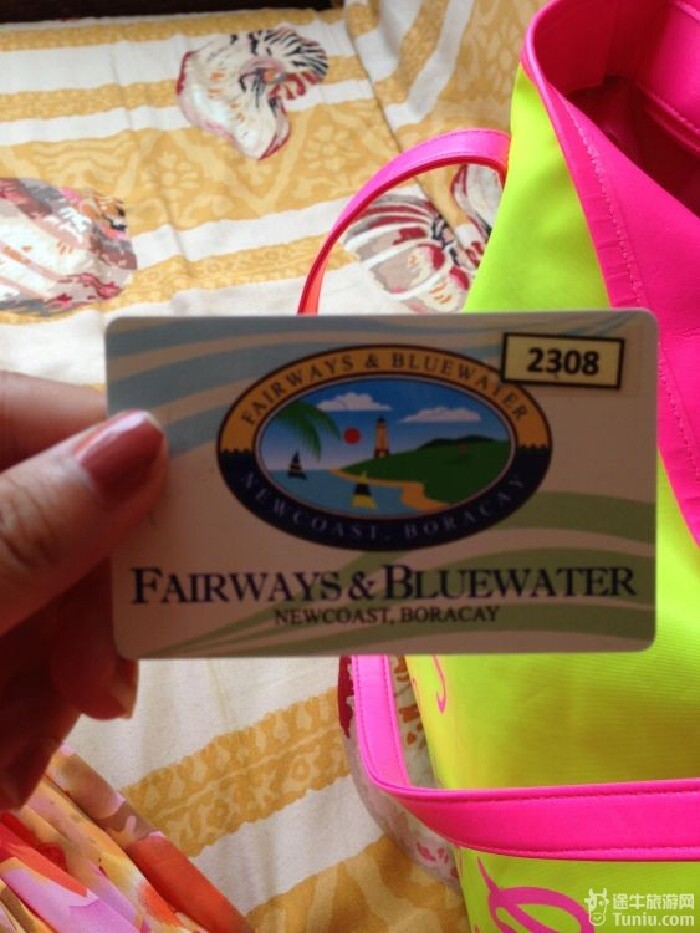 2308
FAIRWAYS & BLUEWATER
NEWCOAST, BORACAY
FAIRWAYS & BLUEWATER
NEWCOAST, BORACAY
途牛旅游网
Tuniu.com